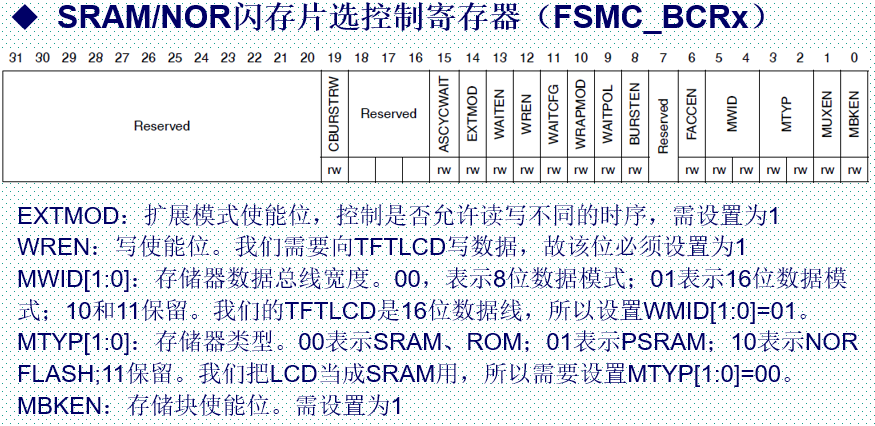 ◆ SRAM/NOR闪存片选控制寄存器（FSMC_BCRx）
31 30 29 28 27 26 25 24 23 22 21 20 19 18 17 16 15 14 13 12 11 10 9 8 7 6 5 4 3 2 1 0
Reserved CBURSTRW Reserved ASCYCWAIT EXTMOD WAITEN WREN WAITCFG WRAPMOD WAITPOL BURSTEN Reserved FACCEN MWID MTYP MUXEN MBKEN
rw rw rw rw rw rw rw rw rw rw rw rw rw rw rw rw
EXTMOD：扩展模式使能位，控制是否允许读写不同的时序，需设置为1
WREN：写使能位。我们需要向TFTLCD写数据，故该位必须设置为1
MWID[1:0]：存储器数据总线宽度。00，表示8位数据模式；01表示16位数据模
式；10和11保留。我们的TFTLCD是16位数据线，所以设置WMID[1:0]=01。
MTYP[1:0]：存储器类型。00表示SRAM、ROM；01表示PSRAM；10表示NOR
FLASH;11保留。我们把LCD当成SRAM用，所以需要设置MTYP[1:0]=00。
MBKEN：存储块使能位。需设置为1